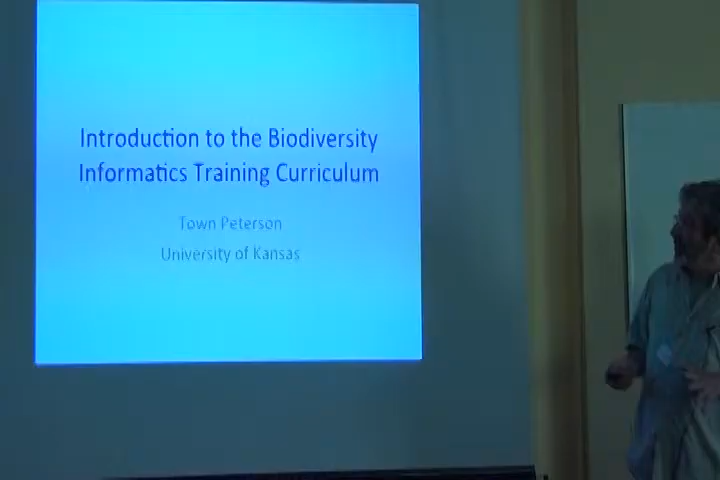 Introduction to the Biodiversity
Informatics Training Curriculum
Town Peterson
University of Kansas